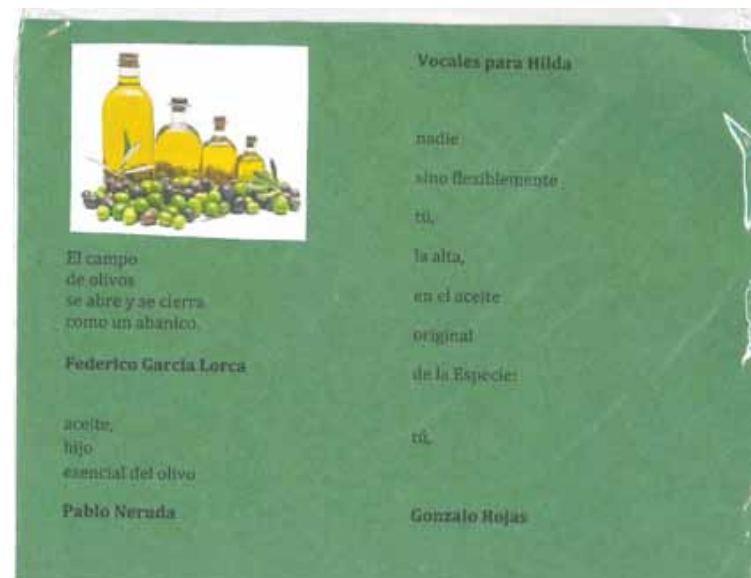 El campo
de olivos
se abre y se cierra
como un abanico.
Federico García Lorca
aceite,
hijo
esencial del olivo
Pablo Neruda
Vocales para Hilda
nadie
sino flexiblemente
tú,
la alta,
en el aceite
original
de la Especie:
tú,
Gonzalo Rojas